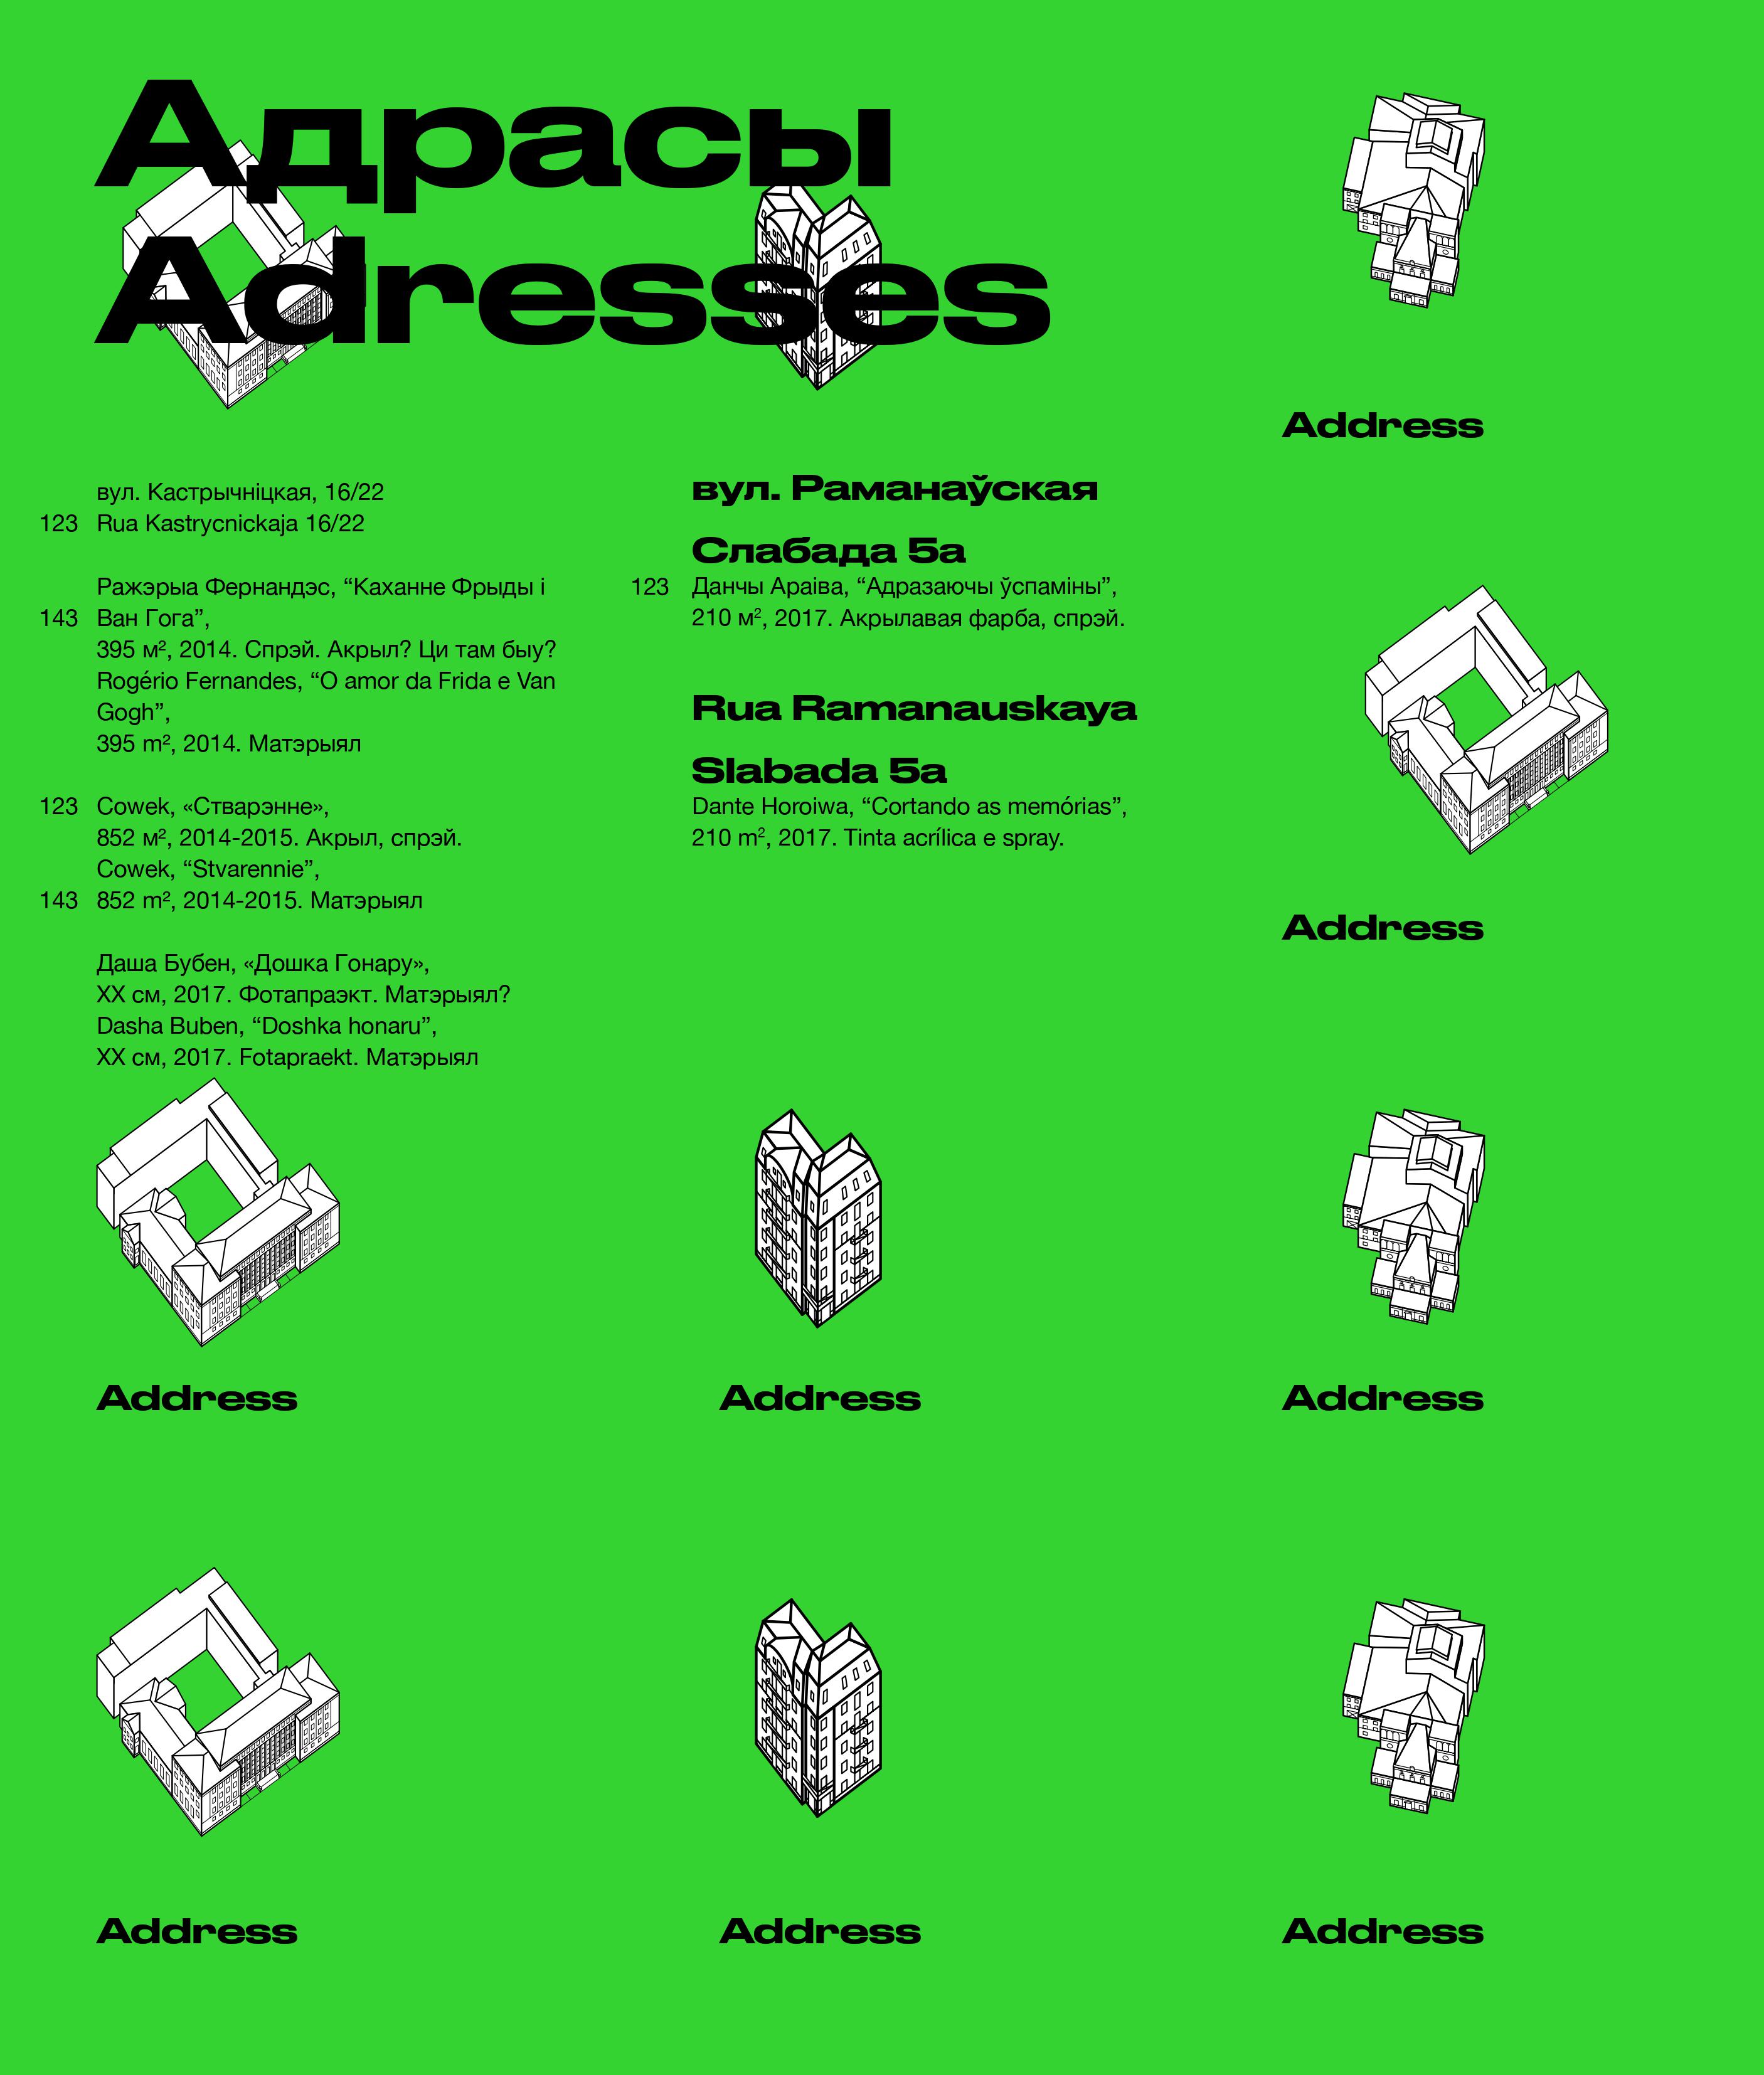 Адрасы
Adresses
вул. Кастрычніцкая, 16/22
123 Rua Kastrycnickaja 16/22
Ражэрыа Фернандэс, “Каханне Фрыды і
143 Ван Гога”,
395 м², 2014. Спрэй. Акрыл? Ци там быу?
Rogério Fernandes, “O amor da Frida e Van
Gogh”,
395 m², 2014. Матэрыял
123 Cowek, «Стварэнне»,
852 м², 2014-2015. Акрыл, спрэй.
Cowek, “Stvarennie”,
143 852 m², 2014-2015. Матэрыял
Даша Бубен, «Дошка Гонару»,
XX см, 2017. Фотапраэкт. Матэрыял?
Dasha Buben, “Doshka honaru”,
XX см, 2017. Fotapraekt. Матэрыял
вул. Раманаўская
Слабада 5а
123 Данчы Араіва, “Адразаючы ўспаміны”,
210 м², 2017. Акрылавая фарба, спрэй.
Rua Ramanauskaya
Slabada 5a
Dante Horoiwa, “Cortando as memórias”,
210 m², 2017. Tinta acrílica e spray.
Address
Address
Address
Address
Address
Address
Address
Address